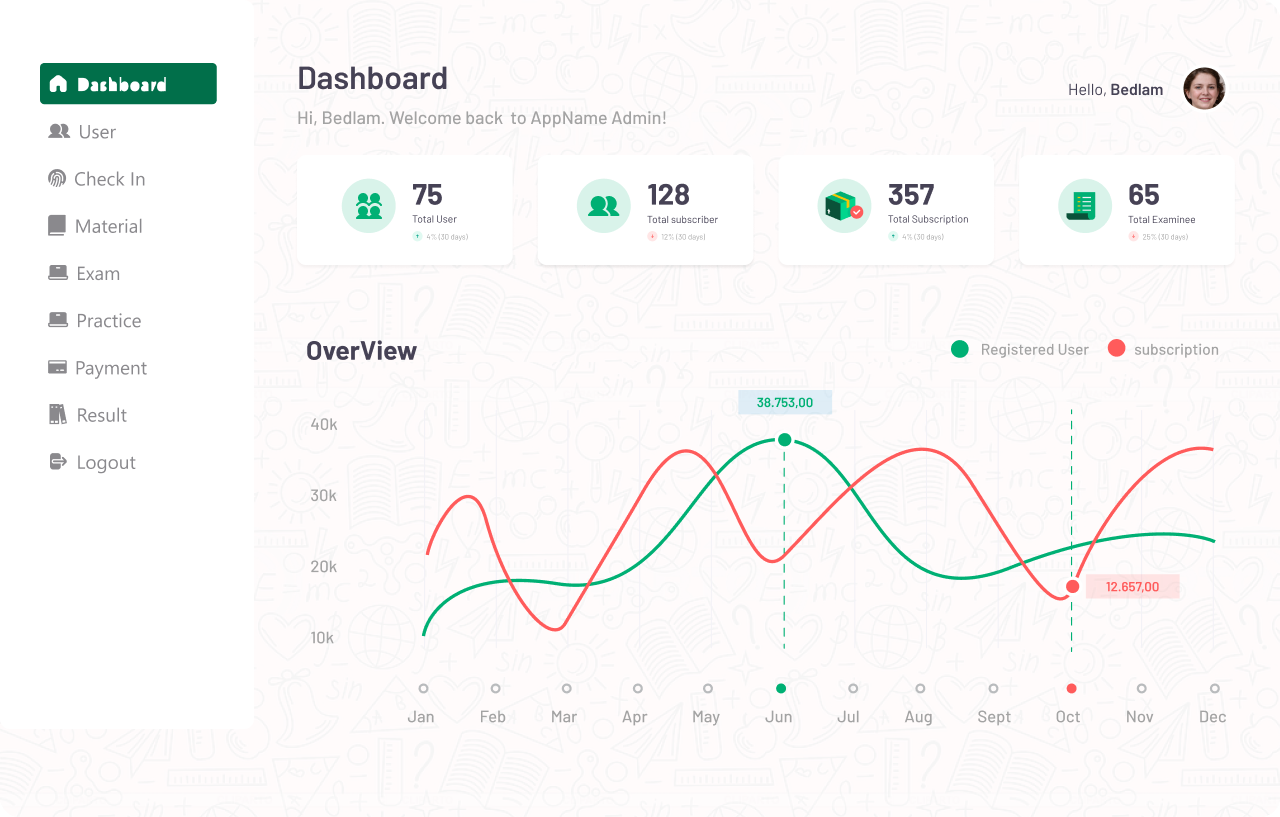 Dashboard
User
Check In
Material
Exam
Practice
Payment
Result
Logout
Dashboard
Hi, Bedlam. Welcome back to AppName Admin!
Hello, Bedlam
75
Total User
4% (30 days)
128
Total subscriber
12% (30 days)
357
Total Subscription
4% (30 days)
65
Total Examinee
25% (30 days)
OverView
Registered User
subscription
38.753,00
40k
30k
20k
10k
12.657,00
Jan Feb Mar Apr May Jun Jul Aug Sept Oct Nov Dec